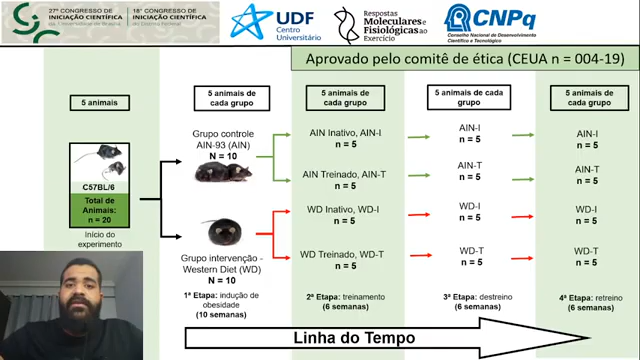 27º CONGRESSO DE
INICIAÇÃO CIENTÍFICA
da Universidade de Brasília
18º CONGRESSO DE
INICIAÇÃO CIENTÍFICA
do Distrito Federal
UDF
Centro
Universitário
Respostas
Moleculares e
Fisiológicas ao
Exercício
CNPq
Conselho Nacional de Desenvolvimento
Científico e Tecnológico
Aprovado pelo comitê de ética (CEUA n = 004-19)
5 animais
5 animais de
cada grupo
5 animais de
cada grupo
5 animais de cada
grupo
5 animais de
cada grupo
C57BL/6
Total de
Animais:
n = 20
Início do
experimento
Grupo controle
AIN-93 (AIN)
N = 10
Grupo intervenção -
Western Diet (WD)
N = 10
AIN Inativo, AIN-I
n = 5
AIN Treinado, AIN-T
n = 5
WD Inativo, WD-I
n = 5
WD Treinado, WD-T
n = 5
AIN-I
n = 5
AIN-T
n = 5
WD-I
n = 5
WD-T
n = 5
AIN-I
n = 5
AIN-T
n = 5
WD-I
n = 5
WD-T
n = 5
1ª Etapa: indução de
obesidade
(10 semanas)
2ª Etapa: treinamento
(6 semanas)
3ª Etapa: destreino
(6 semanas)
4ª Etapa: retreino
(6 semanas)
Linha do Tempo